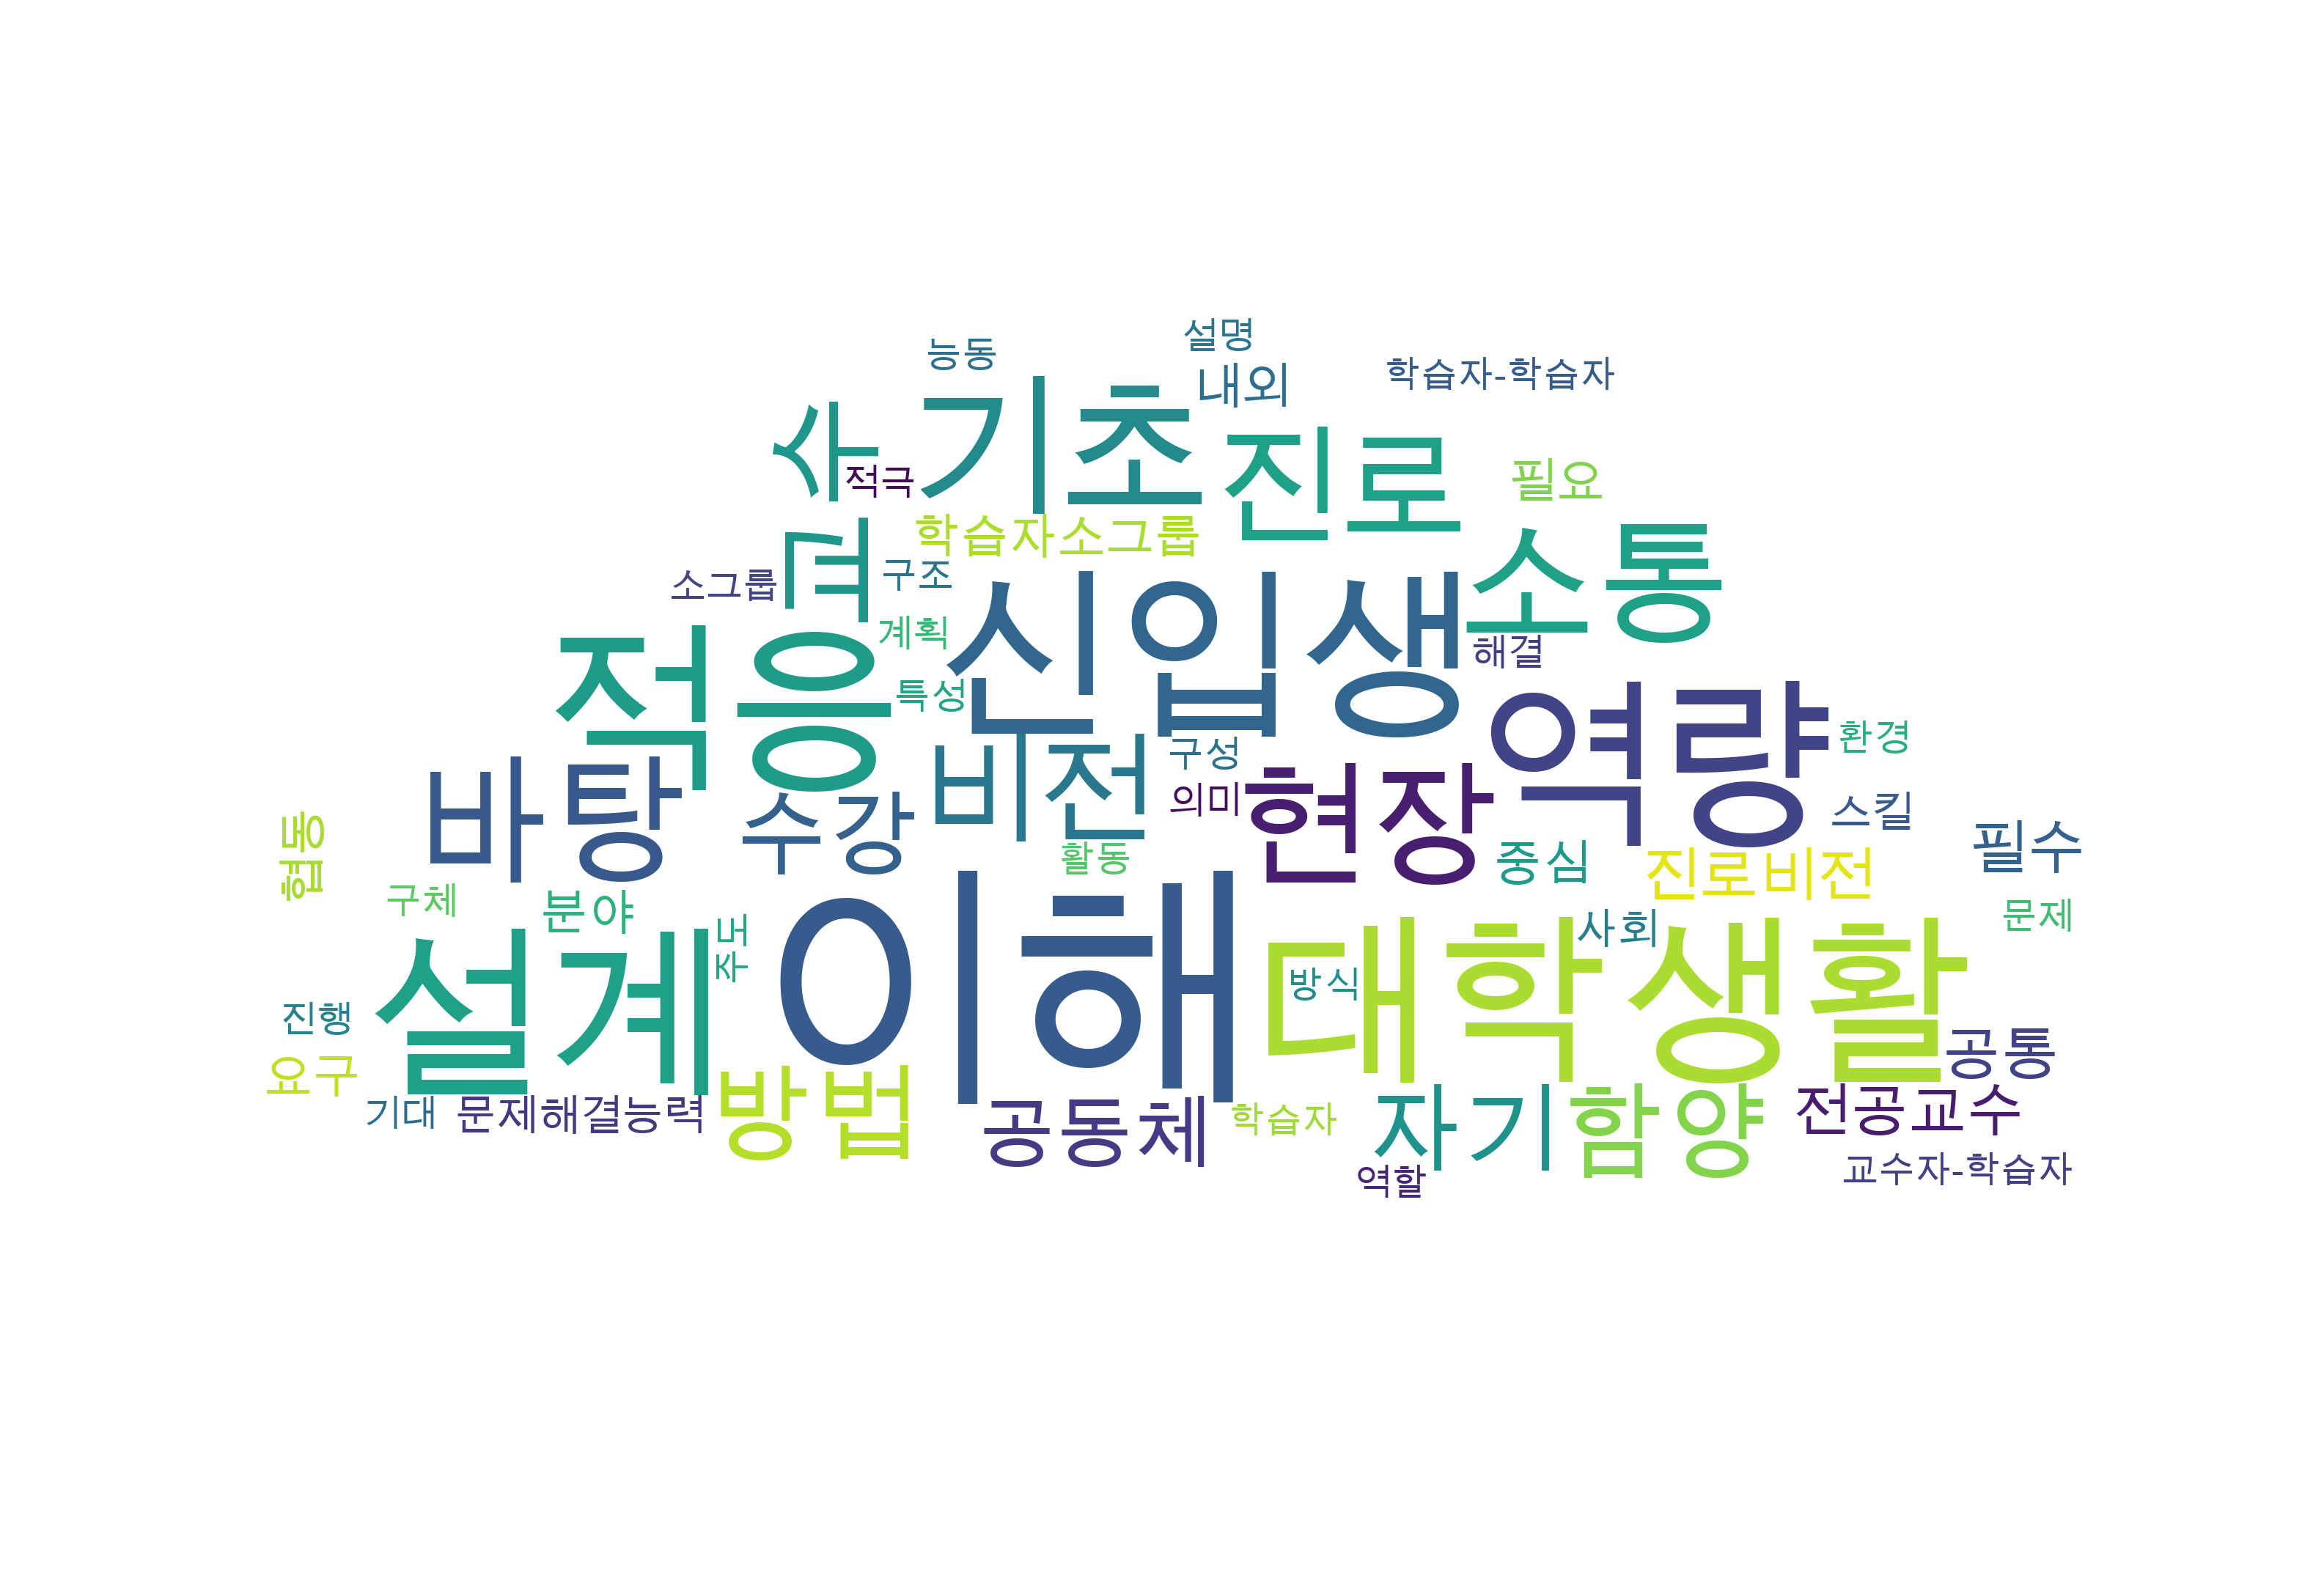 능동
설명
내외
학습자-학습자
기초
교수
적극
진로
필요
학습자소그룹
소통
소그룹
구조
신입생
계획
해결
적응
특성
역량
환경
구성
비전
바탕
수강
의미
현장
스킬
협동
활동
중심
진로비전
필수
구체
분야
사회
문제
주도
설계
이해
방식
대학생활
진행
공통
요구
기대
문제해결능력
방법
공동체
학습자
자기
함양
전공교수
역할
교수자-학습자